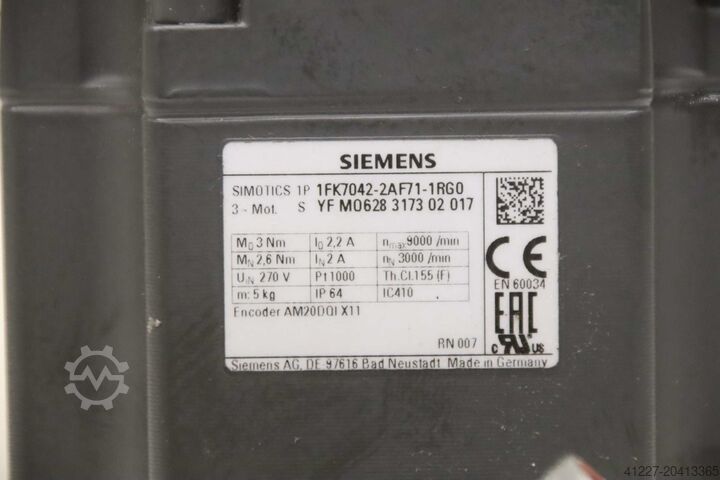 SIEMENS
SIMOTICS 1P 1FK7042-2AF71-1RG0
3 ~ Mot. S YF M0628 3173 02 017
M0 3 Nm I0 2,2 A nmax 9000 /min
MN 2,6 Nm IN 2 A nN 3000 /min
UIN 270 V Pt1000 Th.Cl.155 (F)
m: 5 kg IP 64 IC410
Encoder AM20DQI X11
RN 007
CE
EN 60034
EAC
c RU US
Siemens AG, DE-97616 Bad Neustadt Made in Germany
41227-20413365